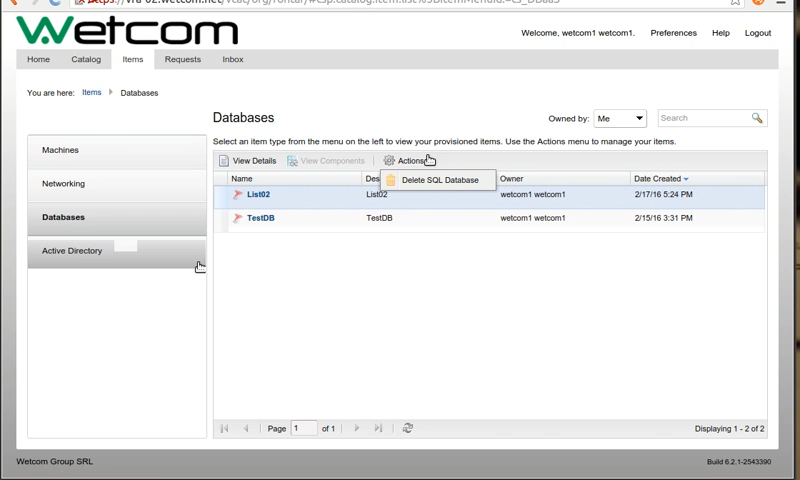 Wetcom
Welcome, wetcom1 wetcom1. Preferences Help Logout
Home Catalog Items Requests Inbox
You are here: Items Databases
Databases
Owned by: Me Search
Select an item type from the menu on the left to view your provisioned items. Use the Actions menu to manage your items.
Machines
Networking
Databases
Active Directory
View Details View Components Actions
Delete SQL Database
Name Des Owner Date Created
List02 List02 wetcom1 wetcom1 2/17/16 5:24 PM
TestDB TestDB wetcom1 wetcom1 2/15/16 3:31 PM
Page 1 of 1 Displaying 1 - 2 of 2
Wetcom Group SRL Build 6.2.1-2543390